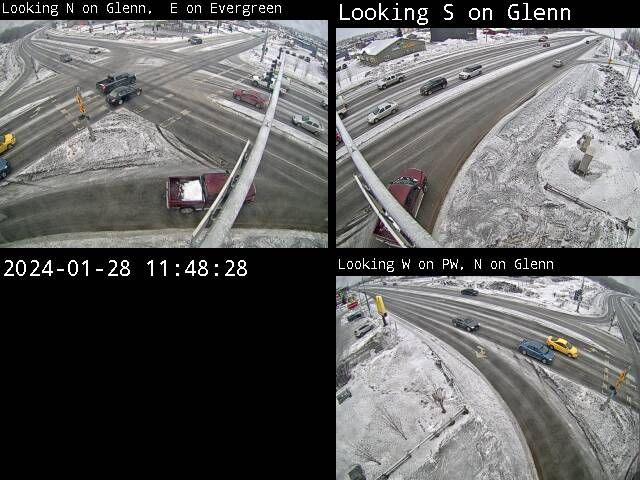 Looking N on Glenn,  E on Evergreen
Looking S on Glenn
2024-01-28 11:48:28
Looking W on PW, N on Glenn